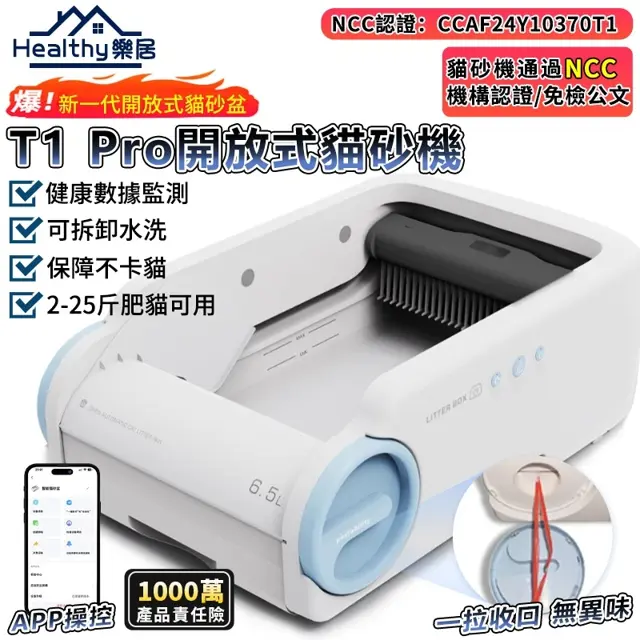 Healthy樂居
NCC認證：CCAF24Y10370T1
貓砂機通過NCC
機構認證/免檢公文
爆!新一代開放式貓砂盆
T1 Pro開放式貓砂機
健康數據監測
可拆卸水洗
保障不卡貓
2-25斤肥貓可用
MAX
LITTER BOX
6.5L
APP操控
1000萬
產品責任險
一拉收口 無異味